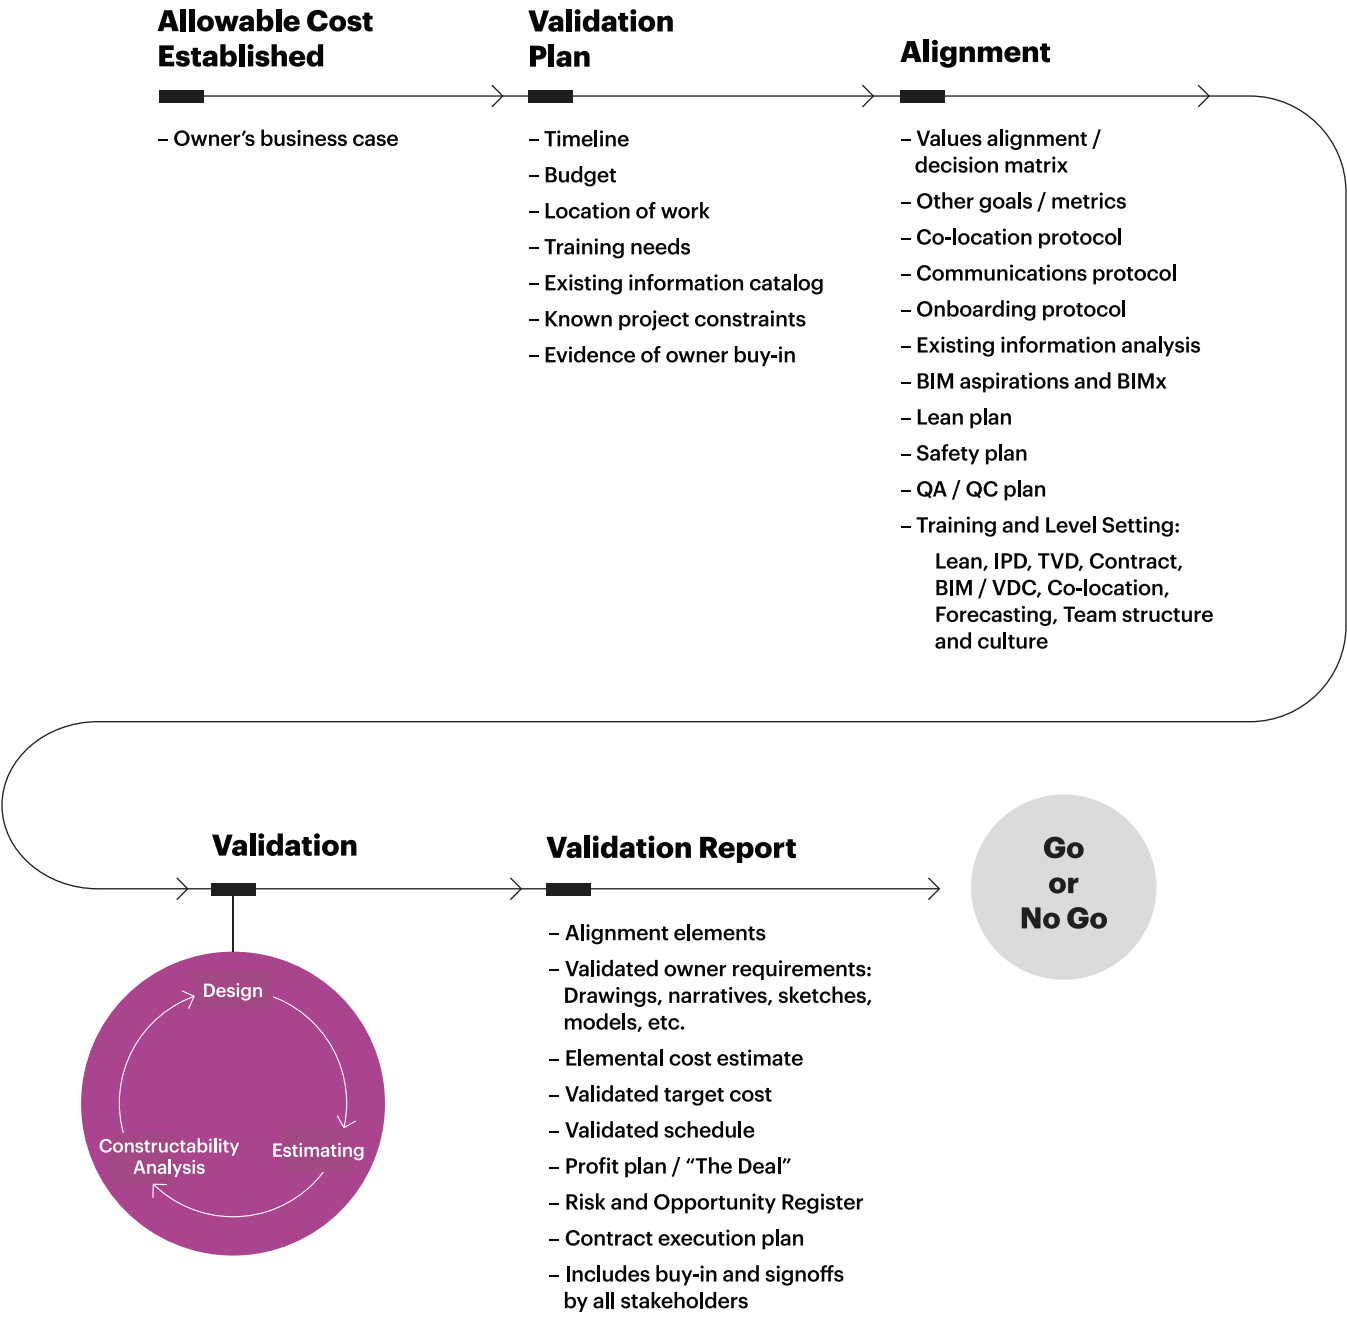 Allowable Cost
Established
– Owner’s business case
Validation
Plan
– Timeline
– Budget
– Location of work
– Training needs
– Existing information catalog
– Known project constraints
– Evidence of owner buy-in
Alignment
– Values alignment /
decision matrix
– Other goals / metrics
– Co-location protocol
– Communications protocol
– Onboarding protocol
– Existing information analysis
– BIM aspirations and BIMx
– Lean plan
– Safety plan
– QA / QC plan
– Training and Level Setting:
Lean, IPD, TVD, Contract,
BIM / VDC, Co-location,
Forecasting, Team structure
and culture
Validation
Design
Estimating
Constructability
Analysis
Validation Report
– Alignment elements
– Validated owner requirements:
Drawings, narratives, sketches,
models, etc.
– Elemental cost estimate
– Validated target cost
– Validated schedule
– Profit plan / “The Deal”
– Risk and Opportunity Register
– Contract execution plan
– Includes buy-in and signoffs
by all stakeholders
Go
or
No Go